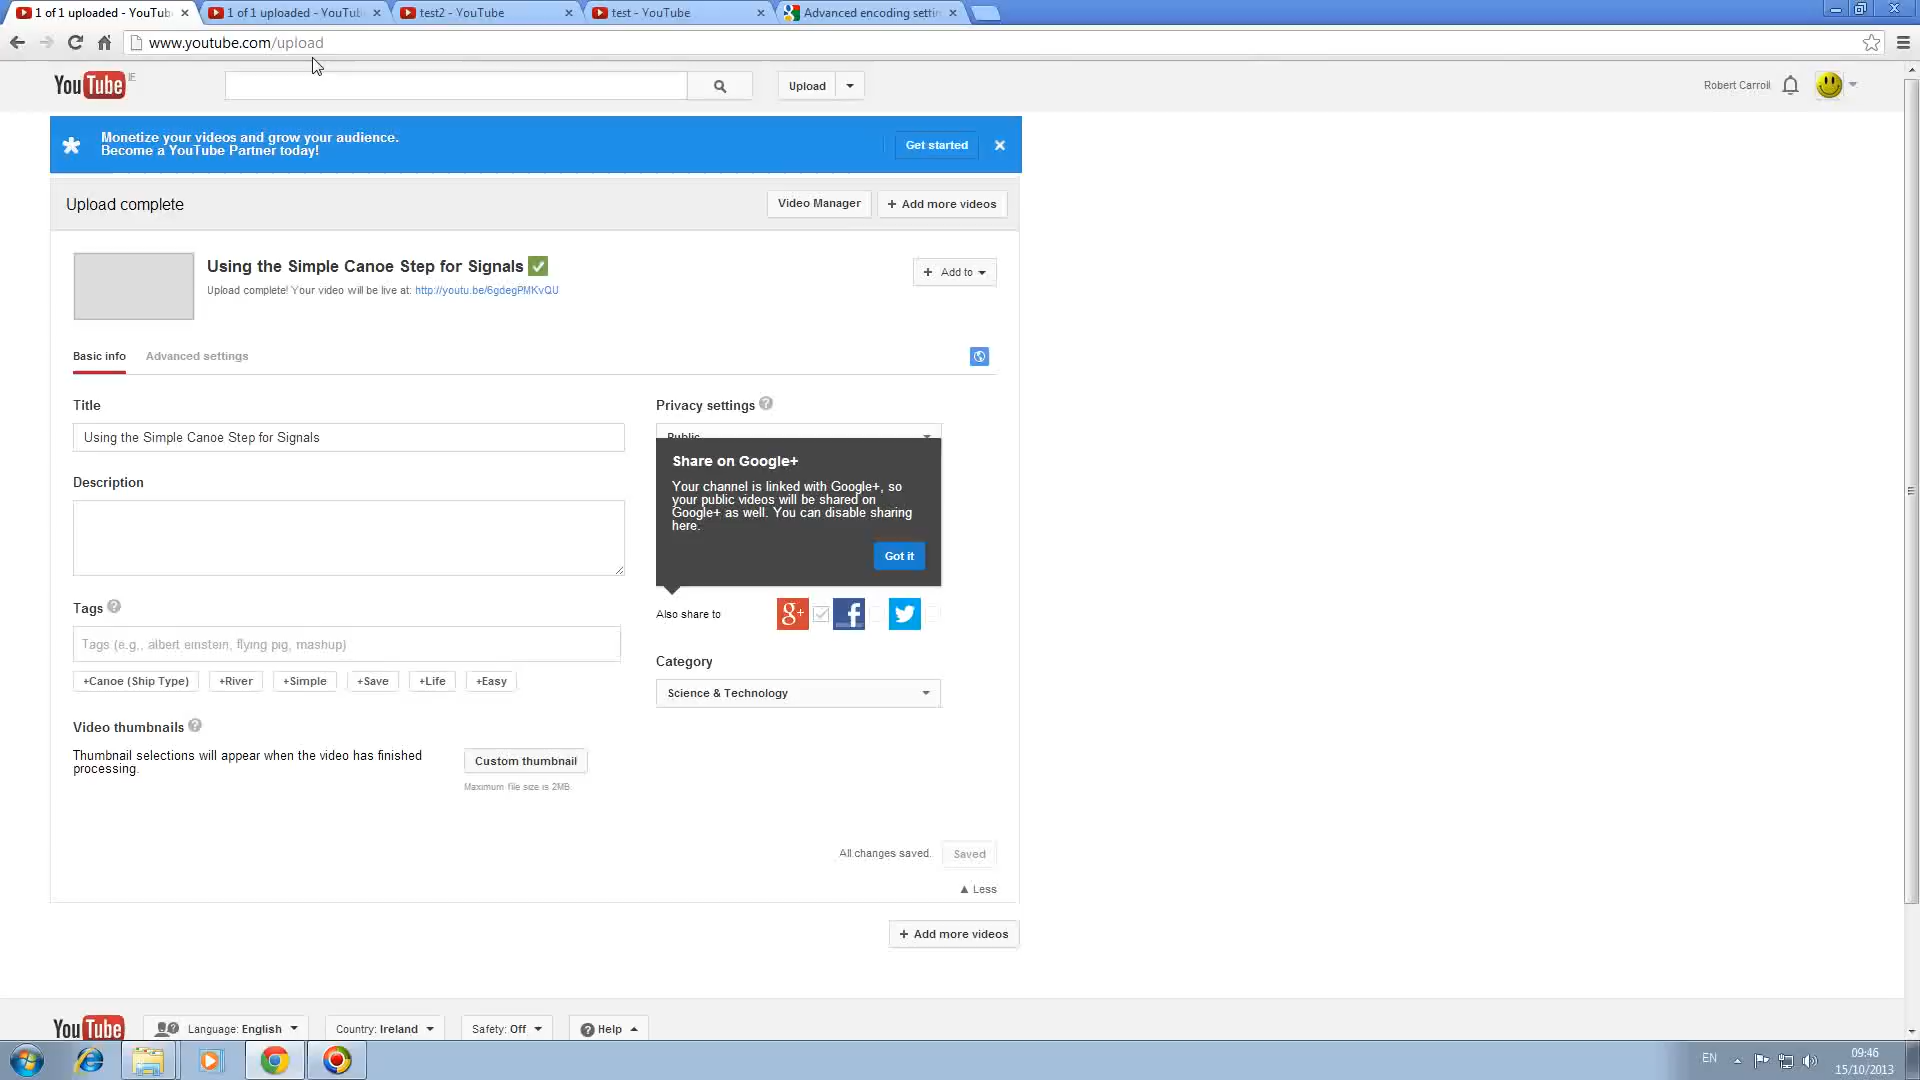 1 of 1 uploaded - YouTub
1 of 1 uploaded - YouTub
test2 - YouTube
test - YouTube
Advanced encoding settin
www.youtube.com/upload
YouTube IE
Upload
Robert Carroll
Monetize your videos and grow your audience.
Become a YouTube Partner today!
Get started
Upload complete
Video Manager
+ Add more videos
Using the Simple Canoe Step for Signals
Upload complete! Your video will be live at: http://youtu.be/6gdegPMKvQU
+ Add to
Basic info
Advanced settings
Title
Using the Simple Canoe Step for Signals
Description
Tags
Tags (e.g., albert einstein, flying pig, mashup)
+Canoe (Ship Type)
+River
+Simple
+Save
+Life
+Easy
Video thumbnails
Thumbnail selections will appear when the video has finished
processing.
Custom thumbnail
Maximum file size is 2MB.
Privacy settings
Public
Share on Google+
Your channel is linked with Google+, so
your public videos will be shared on
Google+ as well. You can disable sharing
here.
Got it
Also share to
g+
f
Category
Science & Technology
All changes saved.
Saved
▲ Less
+ Add more videos
YouTube
Language: English
Country: Ireland
Safety: Off
Help
EN
09:46
15/10/2013